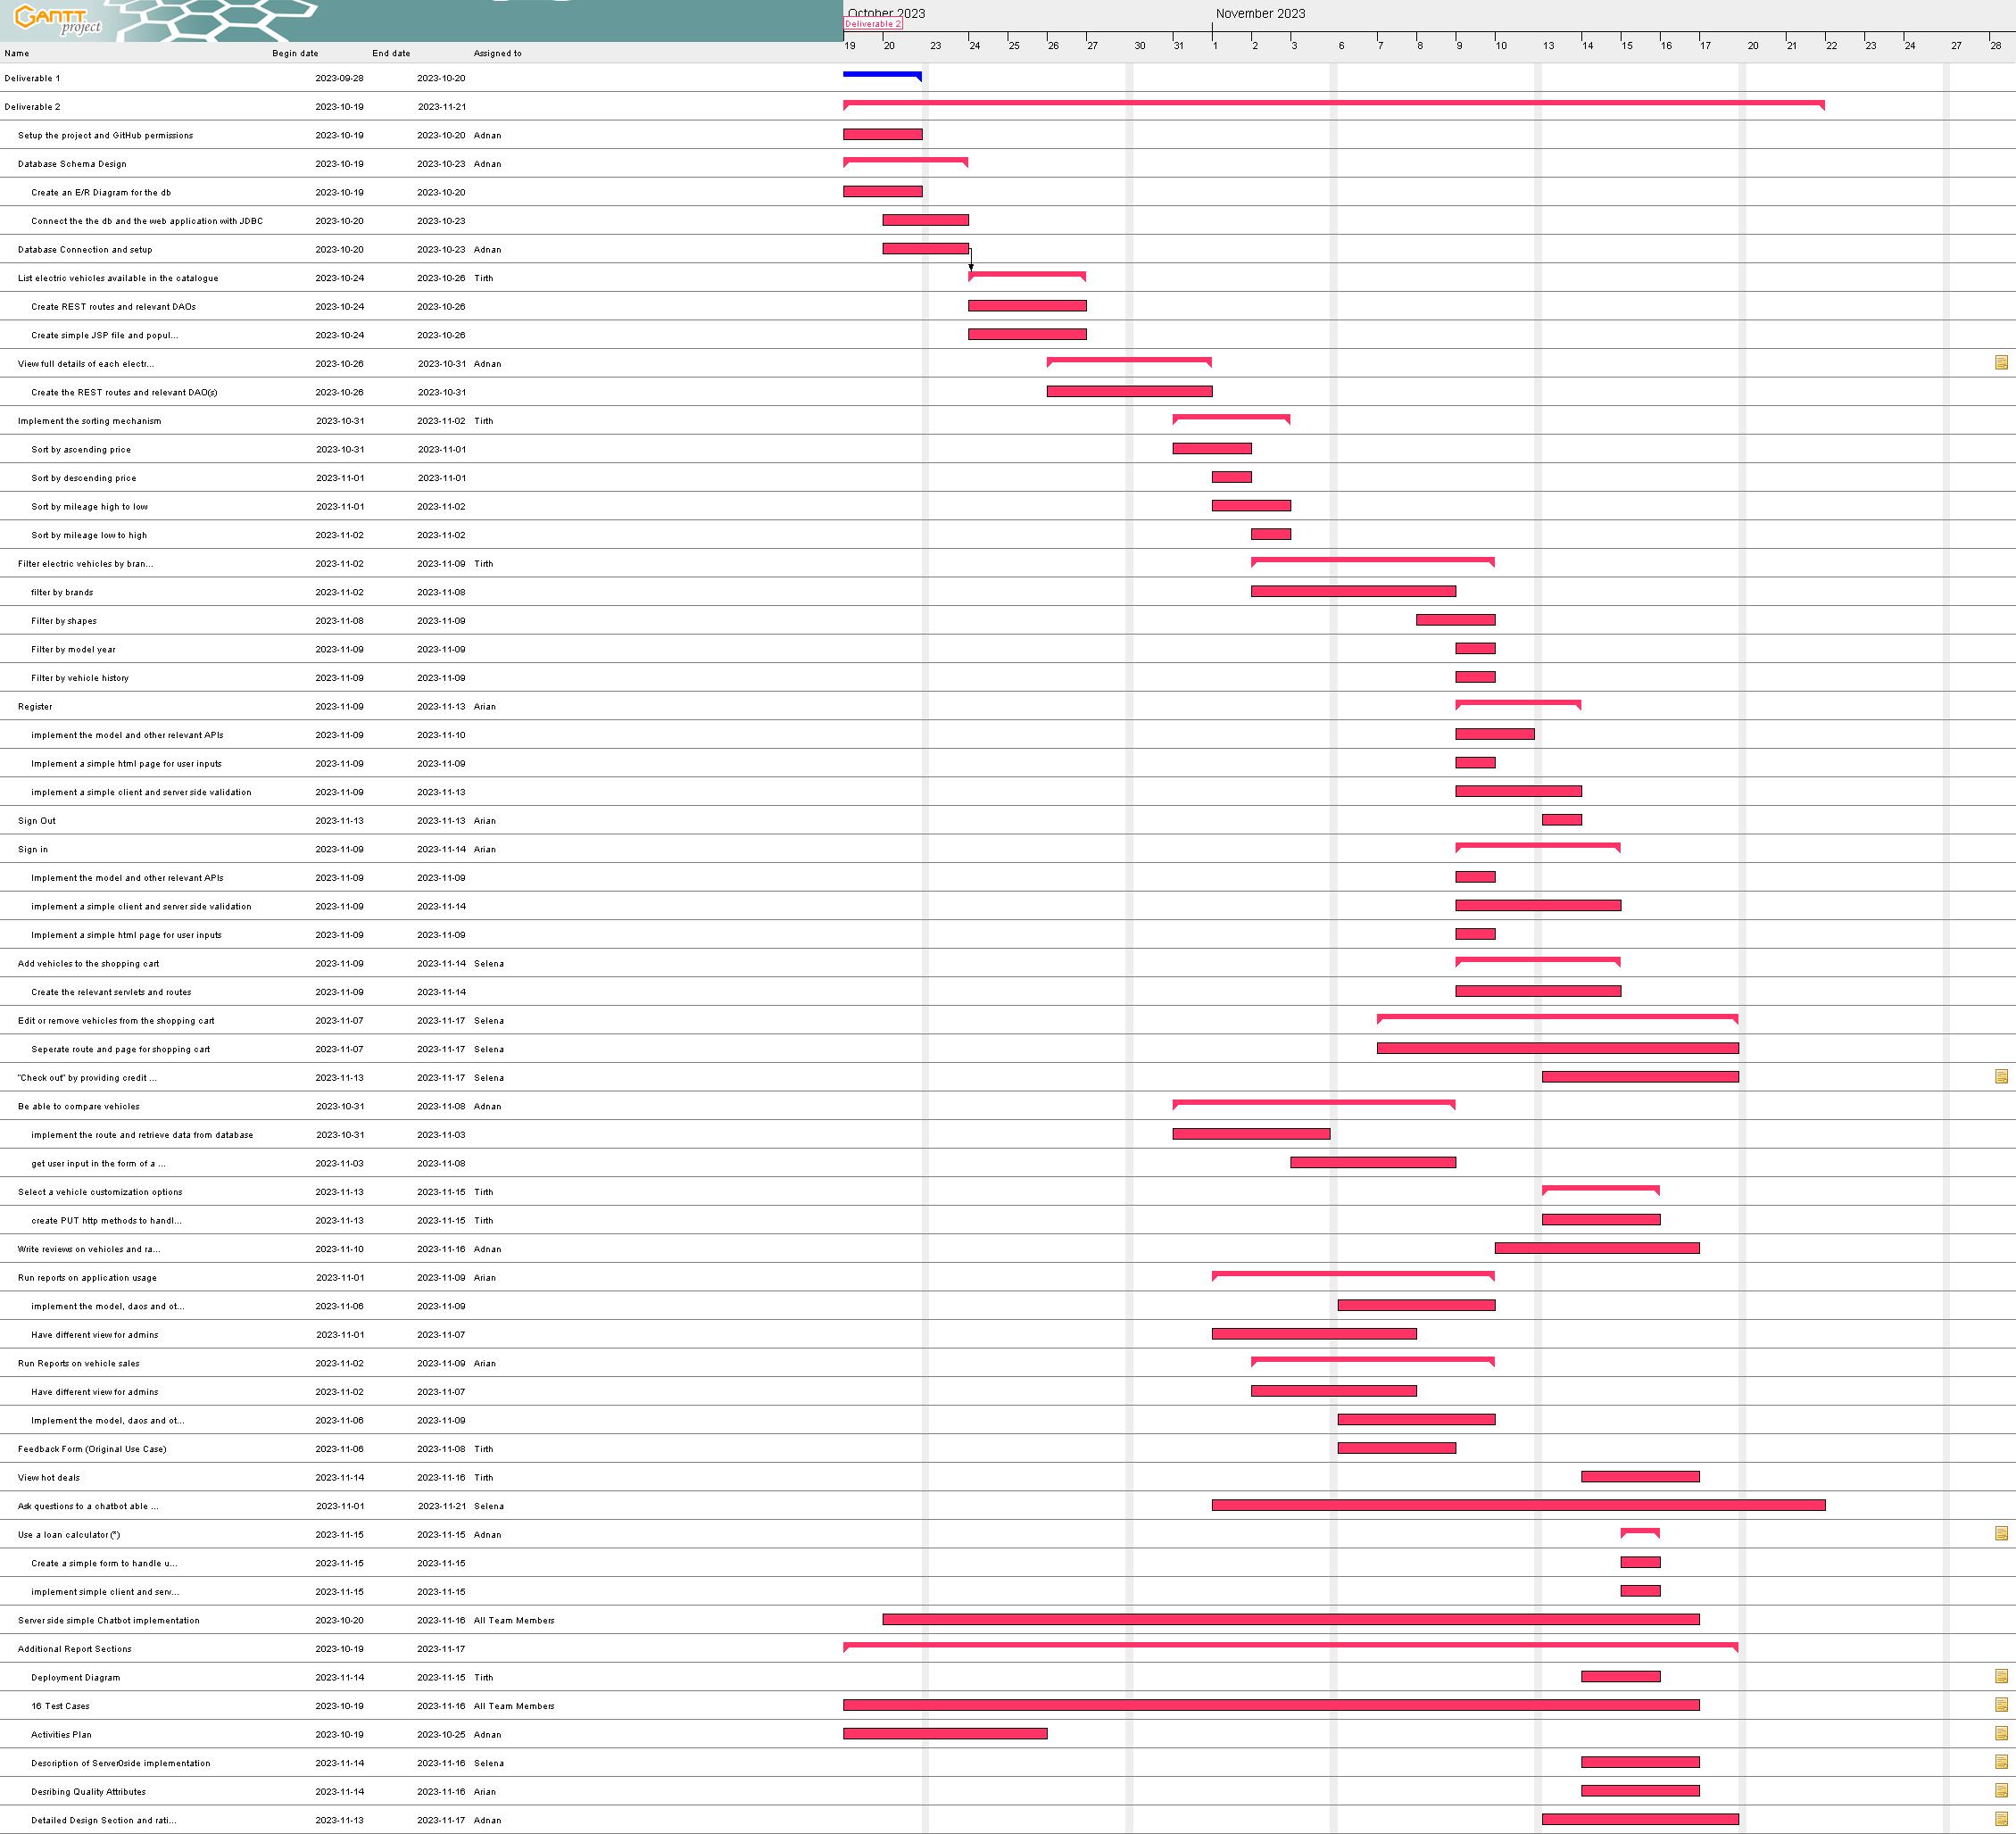 GANTT
project
October 2023 November 2023
Deliverable 2
19 20 23 24 25 26 27 30 31 1 2 3 6 7 8 9 10 13 14 15 16 17 20 21 22 23 24 27 28
Name Begin date End date Assigned to
Deliverable 1 2023-09-28 2023-10-20
Deliverable 2 2023-10-19 2023-11-21
Setup the project and GitHub permissions 2023-10-19 2023-10-20 Adnan
Database Schema Design 2023-10-19 2023-10-23 Adnan
Create an E/R Diagram for the db 2023-10-19 2023-10-20
Connect the the db and the web application with JDBC 2023-10-20 2023-10-23
Database Connection and setup 2023-10-20 2023-10-23 Adnan
List electric vehicles available in the catalogue 2023-10-24 2023-10-26 Tirth
Create REST routes and relevant DAOs 2023-10-24 2023-10-26
Create simple JSP file and popul... 2023-10-24 2023-10-26
View full details of each electr... 2023-10-26 2023-10-31 Adnan
Create the REST routes and relevant DAO(s) 2023-10-26 2023-10-31
Implement the sorting mechanism 2023-10-31 2023-11-02 Tirth
Sort by ascending price 2023-10-31 2023-11-01
Sort by descending price 2023-11-01 2023-11-01
Sort by mileage high to low 2023-11-01 2023-11-02
Sort by mileage low to high 2023-11-02 2023-11-02
Filter electric vehicles by bran... 2023-11-02 2023-11-09 Tirth
filter by brands 2023-11-02 2023-11-08
Filter by shapes 2023-11-08 2023-11-09
Filter by model year 2023-11-09 2023-11-09
Filter by vehicle history 2023-11-09 2023-11-09
Register 2023-11-09 2023-11-13 Arian
implement the model and other relevant APIs 2023-11-09 2023-11-10
Implement a simple html page for user inputs 2023-11-09 2023-11-09
implement a simple client and server side validation 2023-11-09 2023-11-13
Sign Out 2023-11-13 2023-11-13 Arian
Sign in 2023-11-09 2023-11-14 Arian
Implement the model and other relevant APIs 2023-11-09 2023-11-09
implement a simple client and server side validation 2023-11-09 2023-11-14
Implement a simple html page for user inputs 2023-11-09 2023-11-09
Add vehicles to the shopping cart 2023-11-09 2023-11-14 Selena
Create the relevant servlets and routes 2023-11-09 2023-11-14
Edit or remove vehicles from the shopping cart 2023-11-07 2023-11-17 Selena
Seperate route and page for shopping cart 2023-11-07 2023-11-17 Selena
"Check out" by providing credit ... 2023-11-13 2023-11-17 Selena
Be able to compare vehicles 2023-10-31 2023-11-08 Adnan
implement the route and retrieve data from database 2023-10-31 2023-11-03
get user input in the form of a ... 2023-11-03 2023-11-08
Select a vehicle customization options 2023-11-13 2023-11-15 Tirth
create PUT http methods to handl... 2023-11-13 2023-11-15 Tirth
Write reviews on vehicles and ra... 2023-11-10 2023-11-16 Adnan
Run reports on application usage 2023-11-01 2023-11-09 Arian
implement the model, daos and ot... 2023-11-06 2023-11-09
Have different view for admins 2023-11-01 2023-11-07
Run Reports on vehicle sales 2023-11-02 2023-11-09 Arian
Have different view for admins 2023-11-02 2023-11-07
Implement the model, daos and ot... 2023-11-06 2023-11-09
Feedback Form (Original Use Case) 2023-11-06 2023-11-08 Tirth
View hot deals 2023-11-14 2023-11-16 Tirth
Ask questions to a chatbot able ... 2023-11-01 2023-11-21 Selena
Use a loan calculator (*) 2023-11-15 2023-11-15 Adnan
Create a simple form to handle u... 2023-11-15 2023-11-15
implement simple client and serv... 2023-11-15 2023-11-15
Server side simple Chatbot implementation 2023-10-20 2023-11-16 All Team Members
Additional Report Sections 2023-10-19 2023-11-17
Deployment Diagram 2023-11-14 2023-11-15 Tirth
16 Test Cases 2023-10-19 2023-11-16 All Team Members
Activities Plan 2023-10-19 2023-10-25 Adnan
Description of Server0side implementation 2023-11-14 2023-11-16 Selena
Desribing Quality Attributes 2023-11-14 2023-11-16 Arian
Detailed Design Section and rati... 2023-11-13 2023-11-17 Adnan